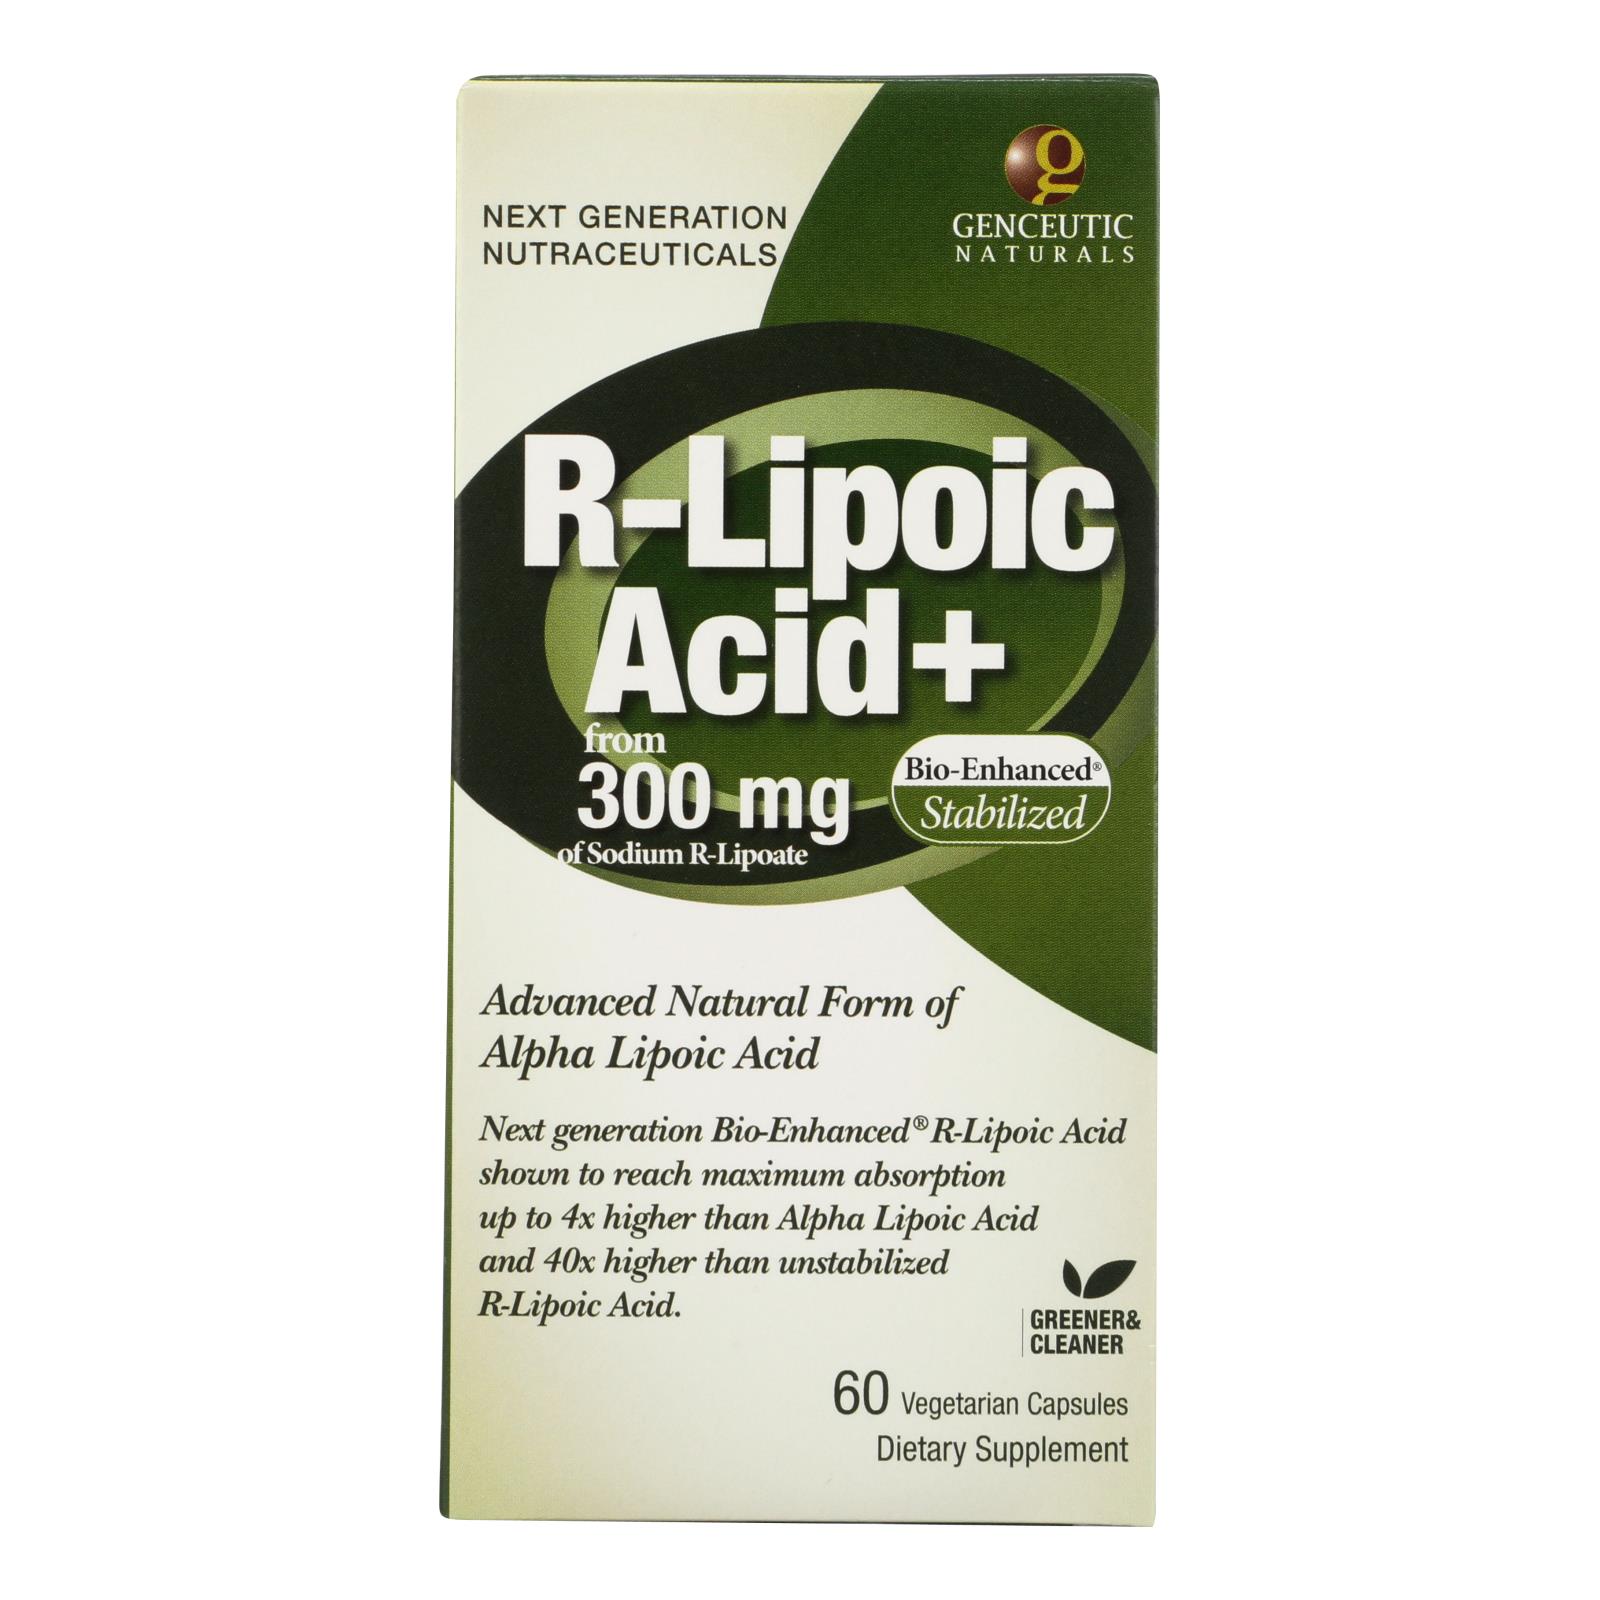 NEXT GENERATION
NUTRACEUTICALS
g
GENCEUTIC
NATURALS
R-Lipoic
Acid+
from
300 mg
of Sodium R-Lipoate
Bio-Enhanced®
Stabilized
Advanced Natural Form of
Alpha Lipoic Acid
Next generation Bio-Enhanced® R-Lipoic Acid
shown to reach maximum absorption
up to 4x higher than Alpha Lipoic Acid
and 40x higher than unstabilized
R-Lipoic Acid.
GREENER&
CLEANER
60 Vegetarian Capsules
Dietary Supplement